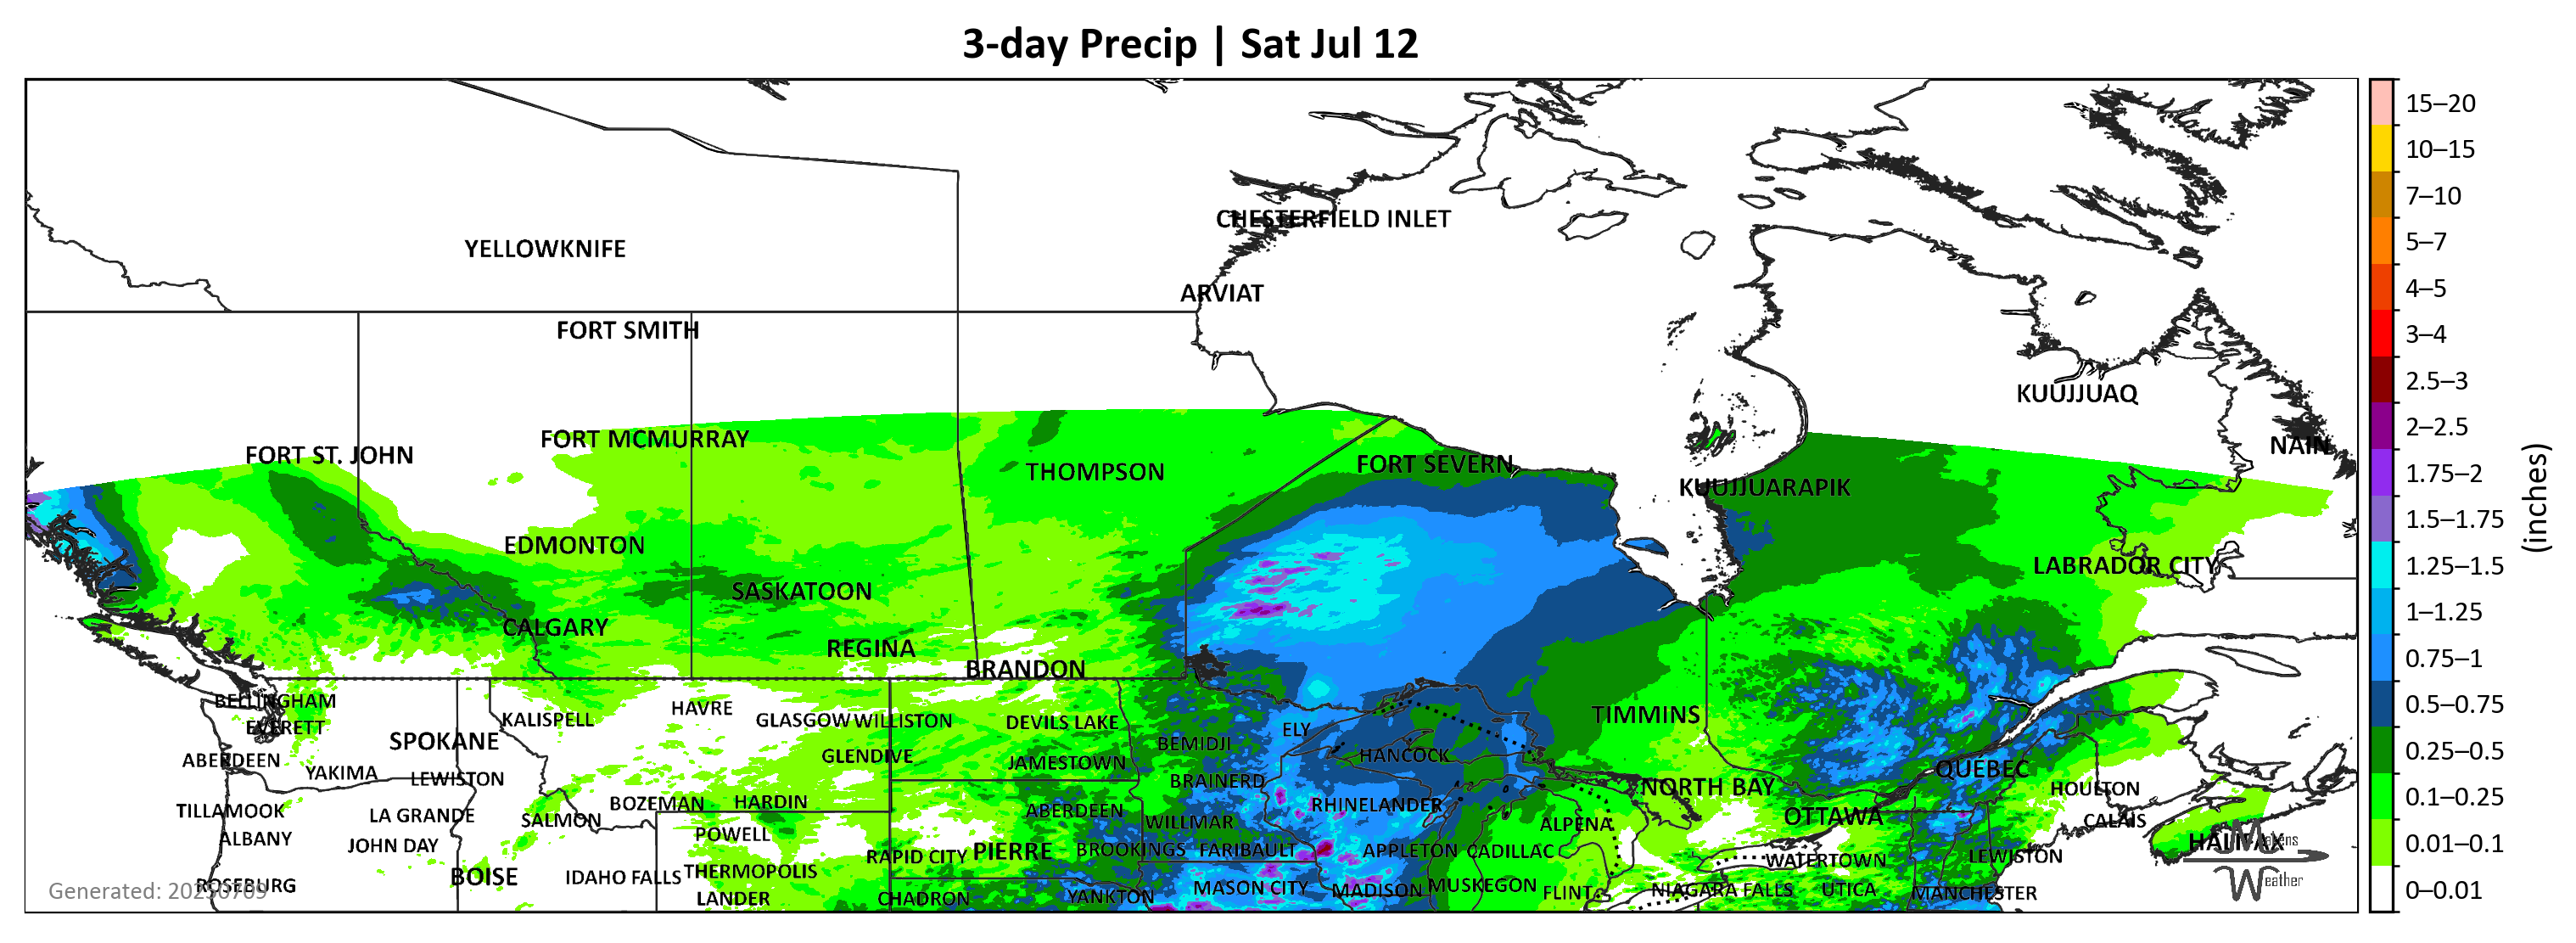 3-day Precip | Sat Jul 12
CHESTERFIELD INLET
YELLOWKNIFE
ARVIAT
FORT SMITH
KUUJJUAQ
FORT MCMURRAY
NAIN
FORT ST. JOHN
FORT SEVERN
THOMPSON
KUUJJUARAPIK
EDMONTON
LABRADOR CITY
SASKATOON
CALGARY
REGINA
BRANDON
BELLINGHAM
HAVRE
TIMMINS
KALISPELL
GLASGOW
WILLISTON
DEVILS LAKE
EVERETT
ELY
SPOKANE
BEMIDJI
GLENDIVE
HANCOCK
ABERDEEN
JAMESTOWN
QUEBEC
YAKIMA
LEWISTON
BRAINERD
NORTH BAY
HOULTON
BOZEMAN
HARDIN
RHINELANDER
TILLAMOOK
LA GRANDE
ABERDEEN
OTTAWA
SALMON
WILLMAR
CALAIS
ALPENA
ALBANY
POWELL
HALIFAX
JOHN DAY
PIERRE
BROOKINGS
FARIBAULT
APPLETON
CADILLAC
RAPID CITY
LEWISTON
WATERTOWN
BOISE
IDAHO FALLS
THERMOPOLIS
ROSEBURG
MASON CITY
MADISON
MUSKEGON
FLINT
NIAGARA FALLS
UTICA
MANCHESTER
LANDER
CHADRON
YANKTON
Generated: 20250709
Weather
15–20
10–15
7–10
5–7
4–5
3–4
2.5–3
2–2.5
1.75–2
1.5–1.75
1.25–1.5
1–1.25
0.75–1
0.5–0.75
0.25–0.5
0.1–0.25
0.01–0.1
0–0.01
(inches)